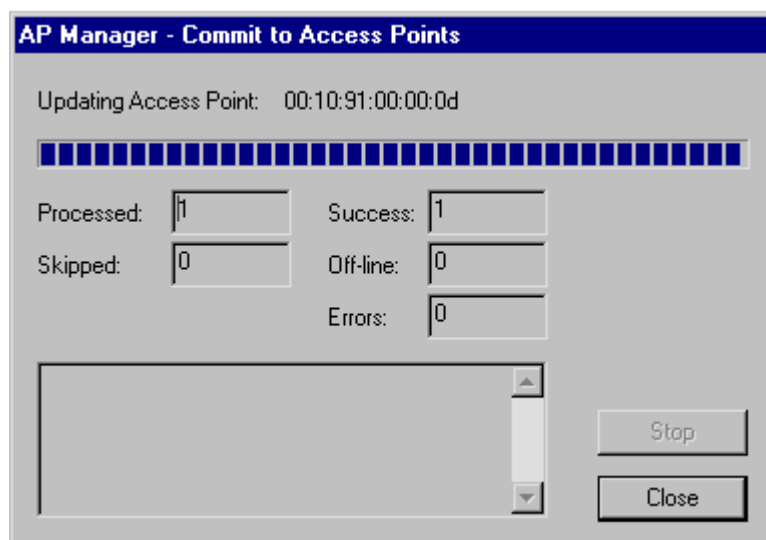 AP Manager - Commit to Access Points
Updating Access Point: 00:10:91:00:00:0d
Processed: 1 Success: 1
Skipped: 0 Off-line: 0
Errors: 0
Stop
Close